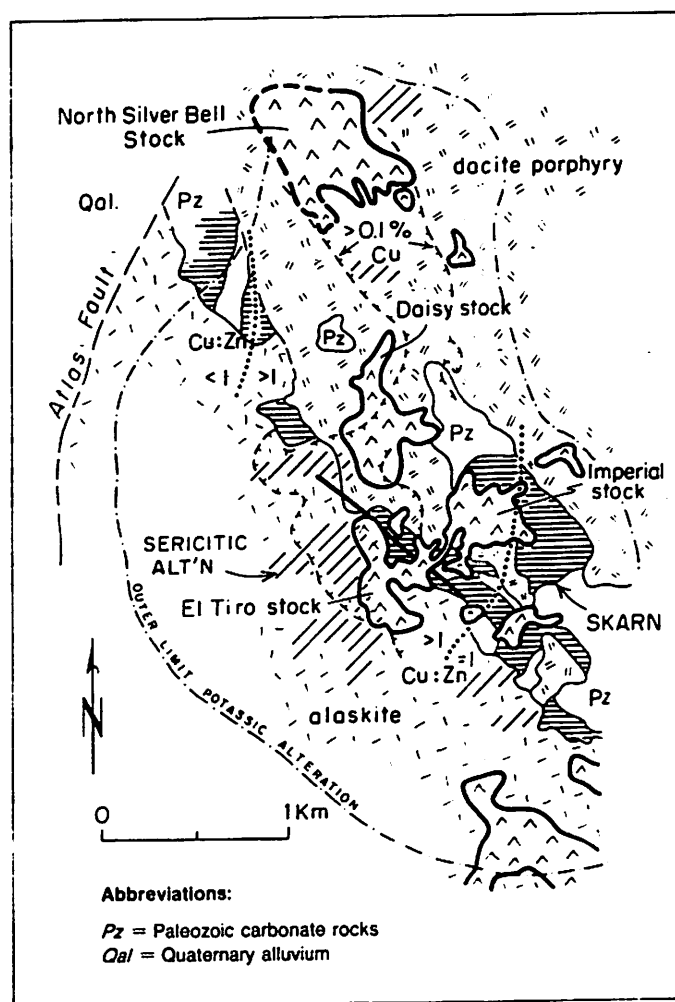 North Silver Bell
Stock
dacite porphyry
Qal.
Pz
>0.1%
Cu
Daisy stock
Atlas Fault
Pz
Cu:Zn
<1 >1
Pz
Imperial
stock
SERICITIC
ALT'N
El Tiro stock
SKARN
>1
Cu:Zn=1
Pz
OUTER LIMIT POTASSIC ALTERATION
alaskite
N
0 1Km
Abbreviations:
Pz = Paleozoic carbonate rocks
Qal = Quaternary alluvium